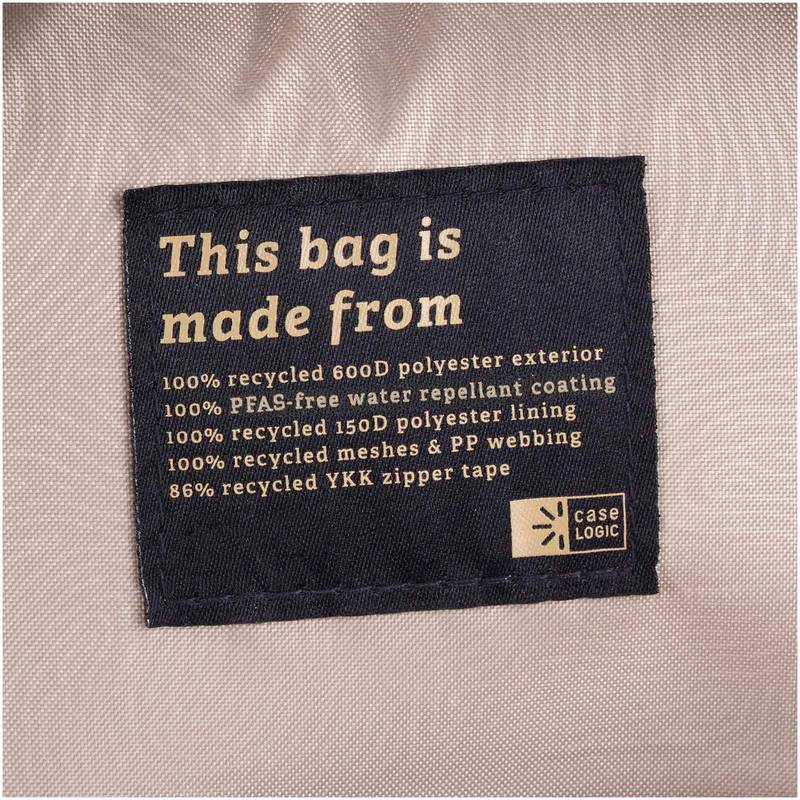 This bag is
made from
100% recycled 600D polyester exterior
100% PFAS-free water repellant coating
100% recycled 150D polyester lining
100% recycled meshes & PP webbing
86% recycled YKK zipper tape
case
LOGIC